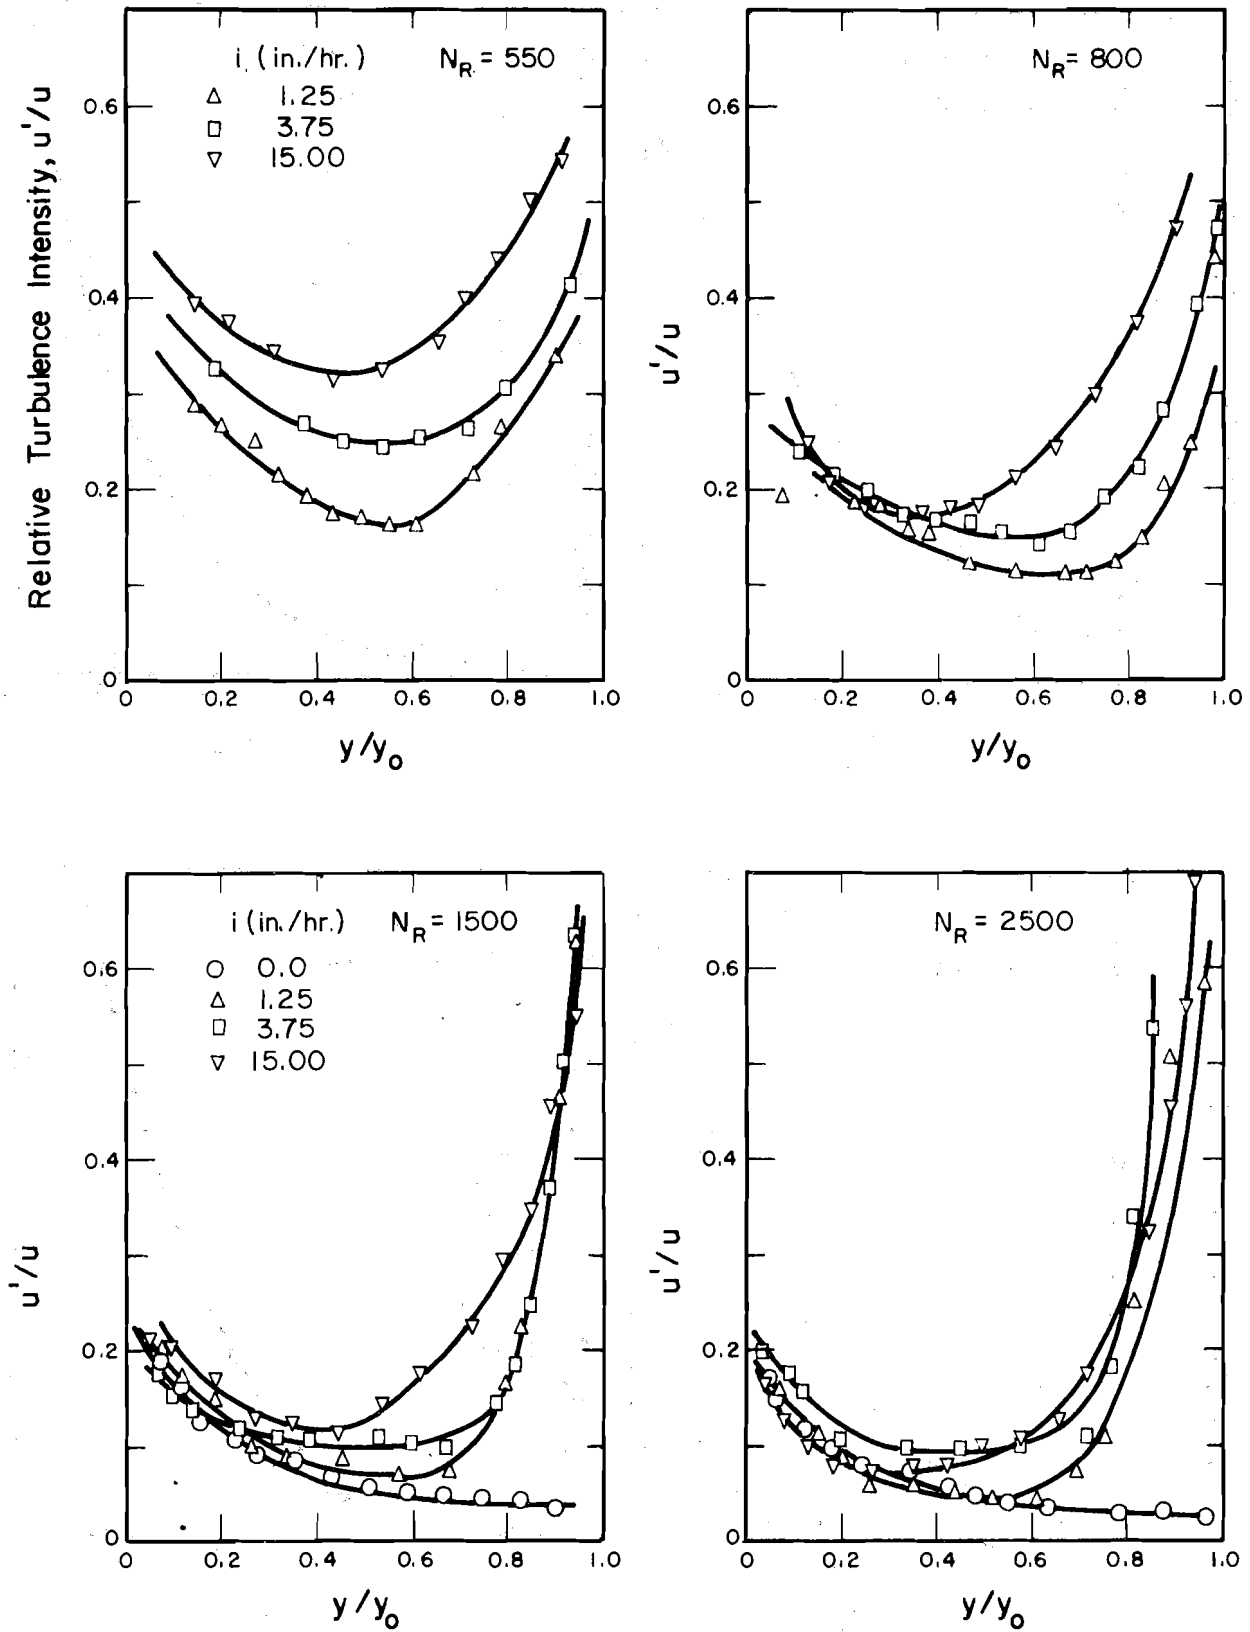 i (in./hr.) N_R = 550
△ 1.25
□ 3.75
▽ 15.00
Relative Turbulence Intensity, u'/u
0.6
0.4
0.2
0
0 0.2 0.4 0.6 0.8 1.0
y/y_o
N_R = 800
u'/u
0.6
0.4
0.2
0
0 0.2 0.4 0.6 0.8 1.0
y/y_o
i (in./hr.) N_R = 1500
○ 0.0
△ 1.25
□ 3.75
▽ 15.00
u'/u
0.6
0.4
0.2
0
0 0.2 0.4 0.6 0.8 1.0
y/y_o
N_R = 2500
u'/u
0.6
0.4
0.2
0
0 0.2 0.4 0.6 0.8 1.0
y/y_o